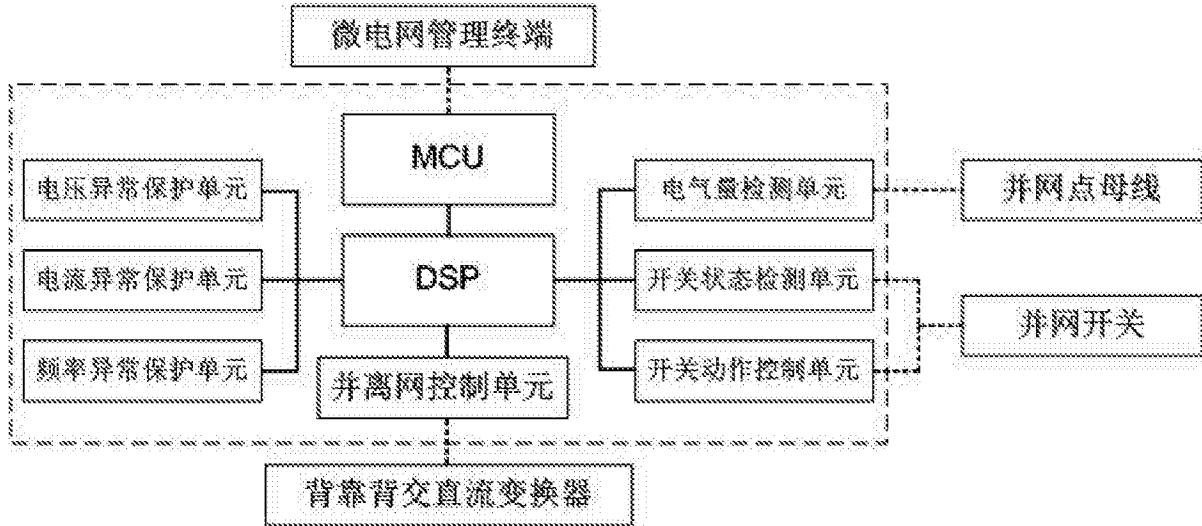 微电网管理终端
MCU
电压异常保护单元
电气量检测单元
并网点母线
DSP
电流异常保护单元
开关状态检测单元
并网开关
频率异常保护单元
并离网控制单元
开关动作控制单元
背靠背交直流变换器